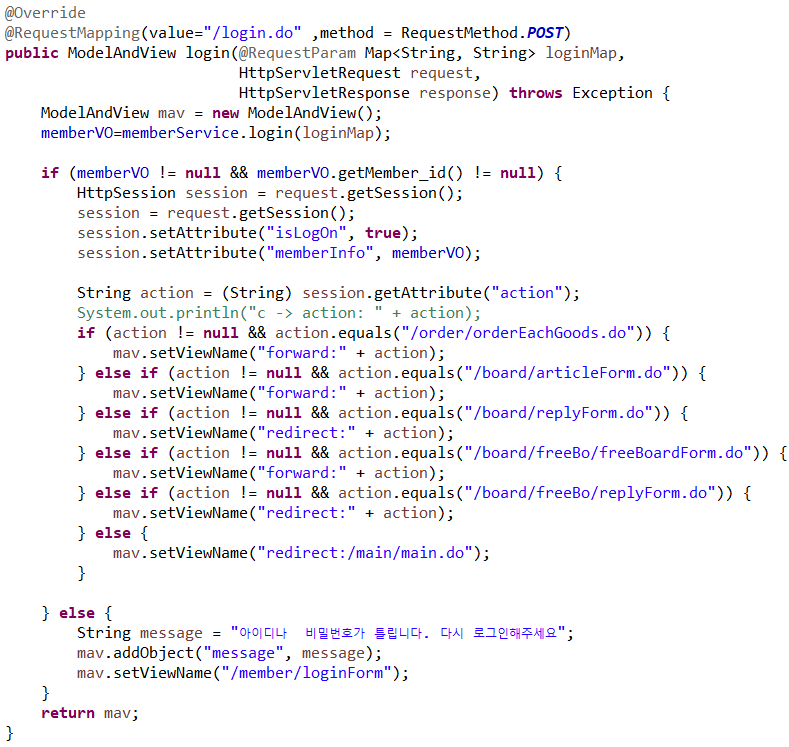 @Override
@RequestMapping(value="/login.do" ,method = RequestMethod.POST)
public ModelAndView login(@RequestParam Map<String, String> loginMap,
                          HttpServletRequest request,
                          HttpServletResponse response) throws Exception {
    ModelAndView mav = new ModelAndView();
    memberVO=memberService.login(loginMap);

    if (memberVO != null && memberVO.getMember_id() != null) {
        HttpSession session = request.getSession();
        session = request.getSession();
        session.setAttribute("isLogOn", true);
        session.setAttribute("memberInfo", memberVO);

        String action = (String) session.getAttribute("action");
        System.out.println("c -> action: " + action);
        if (action != null && action.equals("/order/orderEachGoods.do")) {
            mav.setViewName("forward:" + action);
        } else if (action != null && action.equals("/board/articleForm.do")) {
            mav.setViewName("forward:" + action);
        } else if (action != null && action.equals("/board/replyForm.do")) {
            mav.setViewName("redirect:" + action);
        } else if (action != null && action.equals("/board/freeBo/freeBoardForm.do")) {
            mav.setViewName("forward:" + action);
        } else if (action != null && action.equals("/board/freeBo/replyForm.do")) {
            mav.setViewName("redirect:" + action);
        } else {
            mav.setViewName("redirect:/main/main.do");
        }

    } else {
        String message = "아이디나  비밀번호가 틀립니다. 다시 로그인해주세요";
        mav.addObject("message", message);
        mav.setViewName("/member/loginForm");
    }
    return mav;
}